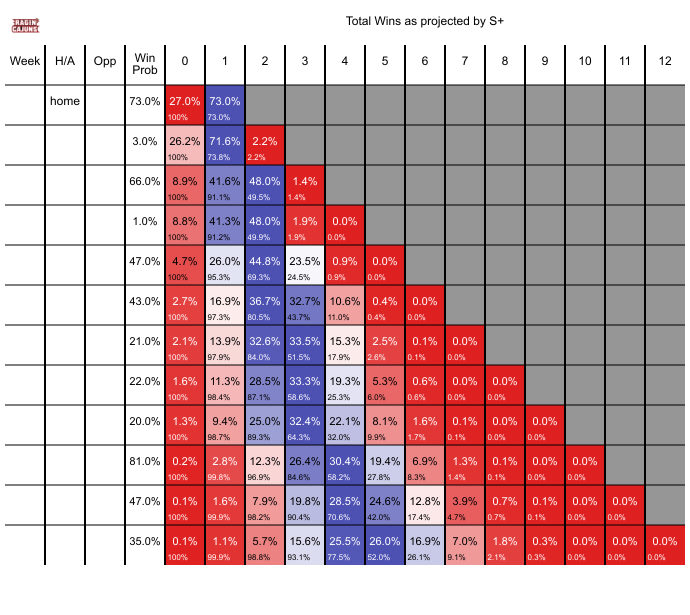 Total Wins as projected by S+
RAGIN'
CAJUNS
Week H/A Opp Win Prob 0 1 2 3 4 5 6 7 8 9 10 11 12
home 73.0% 27.0% 73.0%
100% 73.0%
3.0% 26.2% 71.6% 2.2%
100% 73.8% 2.2%
66.0% 8.9% 41.6% 48.0% 1.4%
100% 91.1% 49.5% 1.4%
1.0% 8.8% 41.3% 48.0% 1.9% 0.0%
100% 91.2% 49.9% 1.9% 0.0%
47.0% 4.7% 26.0% 44.8% 23.5% 0.9% 0.0%
100% 95.3% 69.3% 24.5% 0.9% 0.0%
43.0% 2.7% 16.9% 36.7% 32.7% 10.6% 0.4% 0.0%
100% 97.3% 80.5% 43.7% 11.0% 0.4% 0.0%
21.0% 2.1% 13.9% 32.6% 33.5% 15.3% 2.5% 0.1% 0.0%
100% 97.9% 84.0% 51.5% 17.9% 2.6% 0.1% 0.0%
22.0% 1.6% 11.3% 28.5% 33.3% 19.3% 5.3% 0.6% 0.0% 0.0%
100% 98.4% 87.1% 58.6% 25.3% 6.0% 0.6% 0.0% 0.0%
20.0% 1.3% 9.4% 25.0% 32.4% 22.1% 8.1% 1.6% 0.1% 0.0% 0.0%
100% 98.7% 89.3% 64.3% 32.0% 9.9% 1.7% 0.1% 0.0% 0.0%
81.0% 0.2% 2.8% 12.3% 26.4% 30.4% 19.4% 6.9% 1.3% 0.1% 0.0% 0.0%
100% 99.8% 96.9% 84.6% 58.2% 27.8% 8.3% 1.4% 0.1% 0.0% 0.0%
47.0% 0.1% 1.6% 7.9% 19.8% 28.5% 24.6% 12.8% 3.9% 0.7% 0.1% 0.0% 0.0%
100% 99.9% 98.2% 90.4% 70.6% 42.0% 17.4% 4.7% 0.7% 0.1% 0.0% 0.0%
35.0% 0.1% 1.1% 5.7% 15.6% 25.5% 26.0% 16.9% 7.0% 1.8% 0.3% 0.0% 0.0% 0.0%
100% 99.9% 98.8% 93.1% 77.5% 52.0% 26.1% 9.1% 2.1% 0.3% 0.0% 0.0% 0.0%